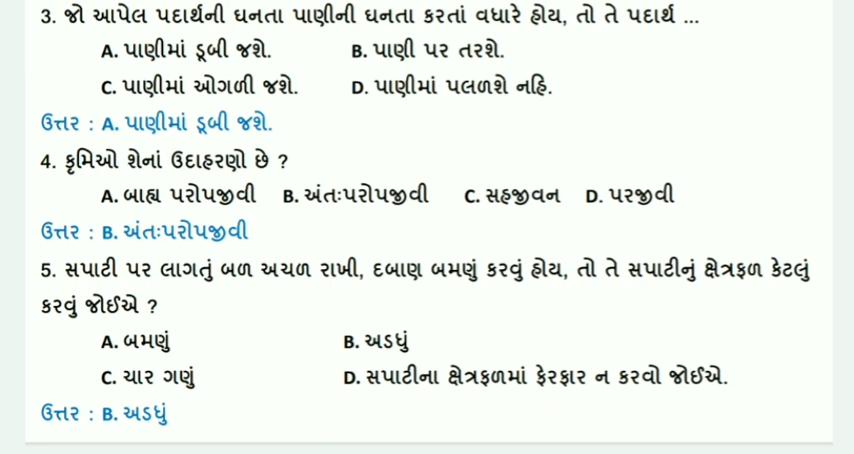 3. જો આપેલ પદાર્થની ઘનતા પાણીની ઘનતા કરતાં વધારે હોય, તો તે પદાર્થ ...
A. પાણીમાં ડૂબી જશે. B. પાણી પર તરશે.
C. પાણીમાં ઓગળી જશે. D. પાણીમાં પલળશે નહિ.
ઉત્તર : A. પાણીમાં ડૂબી જશે.
4. કૃમિઓ શેનાં ઉદાહરણો છે ?
A. બાહ્ય પરોપજીવી B. અંતઃપરોપજીવી C. સહજીવન D. પરજીવી
ઉત્તર : B. અંતઃપરોપજીવી
5. સપાટી પર લાગતું બળ અચળ રાખી, દબાણ બમણું કરવું હોય, તો તે સપાટીનું ક્ષેત્રફળ કેટલું
કરવું જોઈએ ?
A. બમણું B. અડધું
C. ચાર ગણું D. સપાટીના ક્ષેત્રફળમાં ફેરફાર ન કરવો જોઈએ.
ઉત્તર : B. અડધું